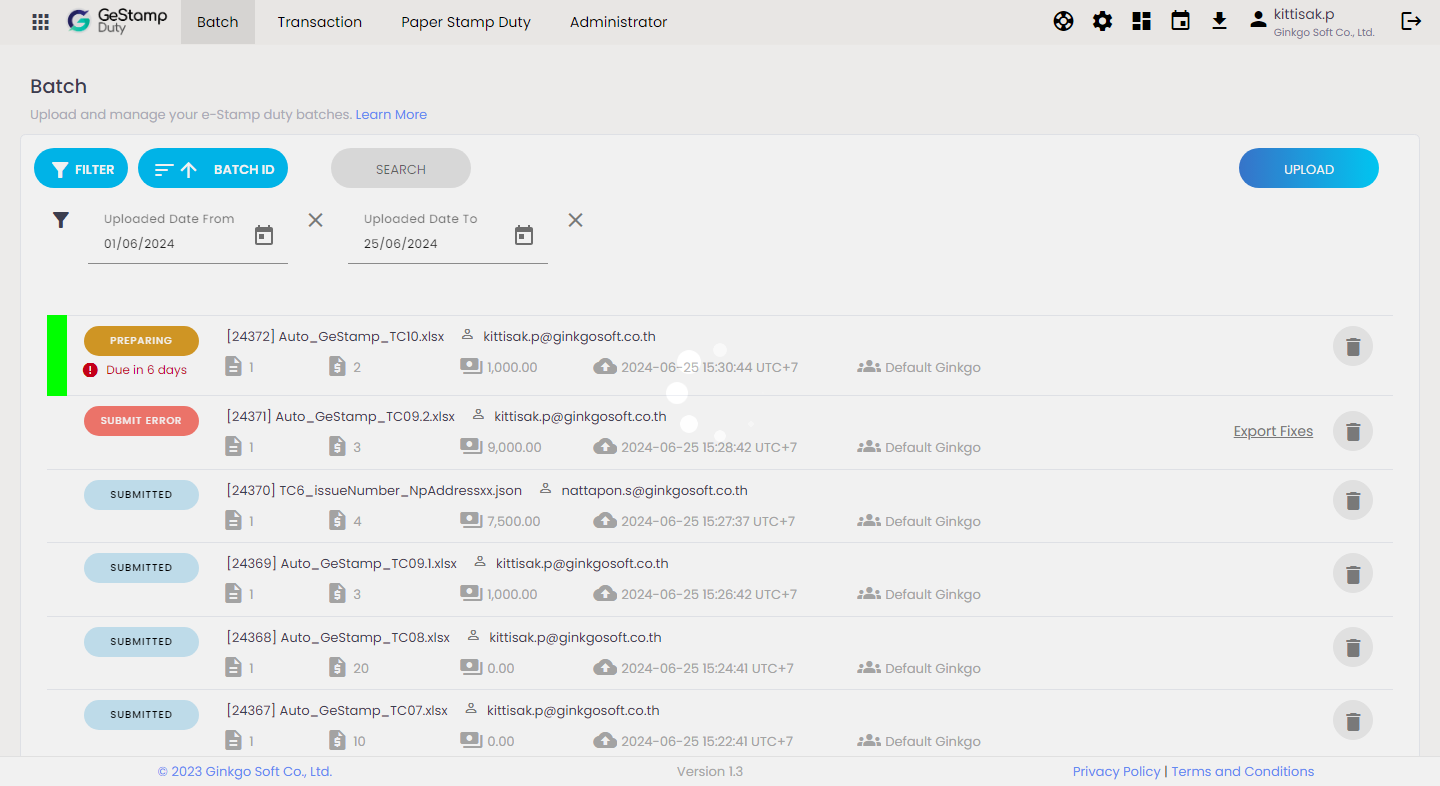 GeStamp
Duty
Batch
Transaction
Paper Stamp Duty
Administrator
kittisak.p
Ginkgo Soft Co., Ltd.
Batch
Upload and manage your e-Stamp duty batches. Learn More
FILTER
BATCH ID
SEARCH
UPLOAD
Uploaded Date From
01/06/2024
Uploaded Date To
25/06/2024
PREPARING
Due in 6 days
[24372] Auto_GeStamp_TC10.xlsx kittisak.p@ginkgosoft.co.th
1 2 1,000.00 2024-06-25 15:30:44 UTC+7 Default Ginkgo
SUBMIT ERROR
[24371] Auto_GeStamp_TC09.2.xlsx kittisak.p@ginkgosoft.co.th
1 3 9,000.00 2024-06-25 15:28:42 UTC+7 Default Ginkgo
Export Fixes
SUBMITTED
[24370] TC6_issueNumber_NpAddressxx.json nattapon.s@ginkgosoft.co.th
1 4 7,500.00 2024-06-25 15:27:37 UTC+7 Default Ginkgo
SUBMITTED
[24369] Auto_GeStamp_TC09.1.xlsx kittisak.p@ginkgosoft.co.th
1 3 1,000.00 2024-06-25 15:26:42 UTC+7 Default Ginkgo
SUBMITTED
[24368] Auto_GeStamp_TC08.xlsx kittisak.p@ginkgosoft.co.th
1 20 0.00 2024-06-25 15:24:41 UTC+7 Default Ginkgo
SUBMITTED
[24367] Auto_GeStamp_TC07.xlsx kittisak.p@ginkgosoft.co.th
1 10 0.00 2024-06-25 15:22:41 UTC+7 Default Ginkgo
© 2023 Ginkgo Soft Co., Ltd.
Version 1.3
Privacy Policy | Terms and Conditions